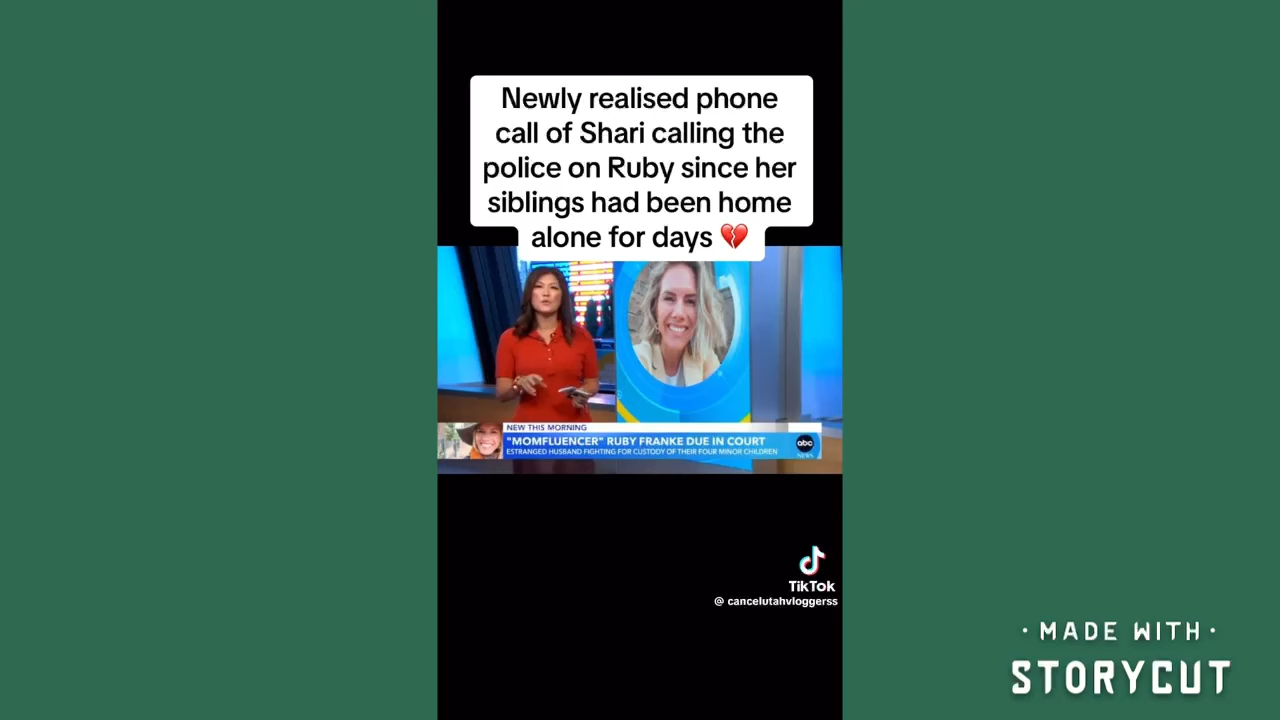 Newly realised phone
call of Shari calling the
police on Ruby since her
siblings had been home
alone for days 💔
NEW THIS MORNING
"MOMFLUENCER" RUBY FRANKE DUE IN COURT
ESTRANGED HUSBAND FIGHTING FOR CUSTODY OF THEIR FOUR MINOR CHILDREN
abc
NEWS
TikTok
@ cancelutahvloggerss
· MADE WITH ·
STORYCUT